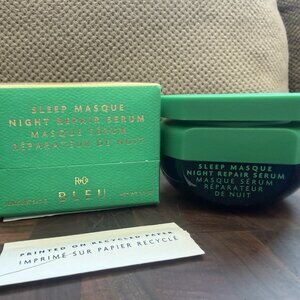 SLEEP MASQUE
NIGHT REPAIR SERUM
MASQUE SÉRUM
RÉPARATEUR DE NUIT
R+CO
BLEU
SLEEP MASQUE
NIGHT REPAIR SERUM
MASQUE SÉRUM
RÉPARATEUR
DE NUIT
PRINTED ON RECYCLED PAPER
IMPRIMÉ SUR PAPIER RECYCLÉ